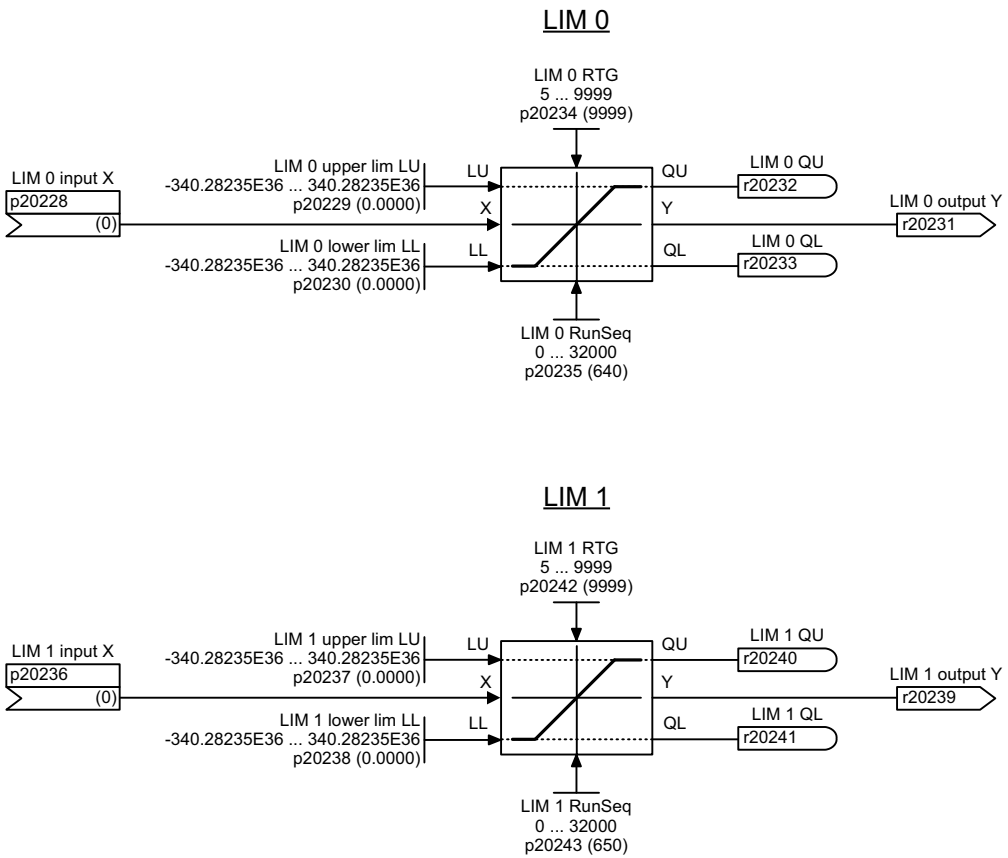 LIM 0
LIM 0 RTG
5 ... 9999
p20234 (9999)
LIM 0 input X
p20228
(0)
LIM 0 upper lim LU
-340.28235E36 ... 340.28235E36
p20229 (0.0000)
LIM 0 lower lim LL
-340.28235E36 ... 340.28235E36
p20230 (0.0000)
LU
X
LL
QU
Y
QL
LIM 0 QU
r20232
LIM 0 output Y
r20231
LIM 0 QL
r20233
LIM 0 RunSeq
0 ... 32000
p20235 (640)
LIM 1
LIM 1 RTG
5 ... 9999
p20242 (9999)
LIM 1 input X
p20236
(0)
LIM 1 upper lim LU
-340.28235E36 ... 340.28235E36
p20237 (0.0000)
LIM 1 lower lim LL
-340.28235E36 ... 340.28235E36
p20238 (0.0000)
LU
X
LL
QU
Y
QL
LIM 1 QU
r20240
LIM 1 output Y
r20239
LIM 1 QL
r20241
LIM 1 RunSeq
0 ... 32000
p20243 (650)